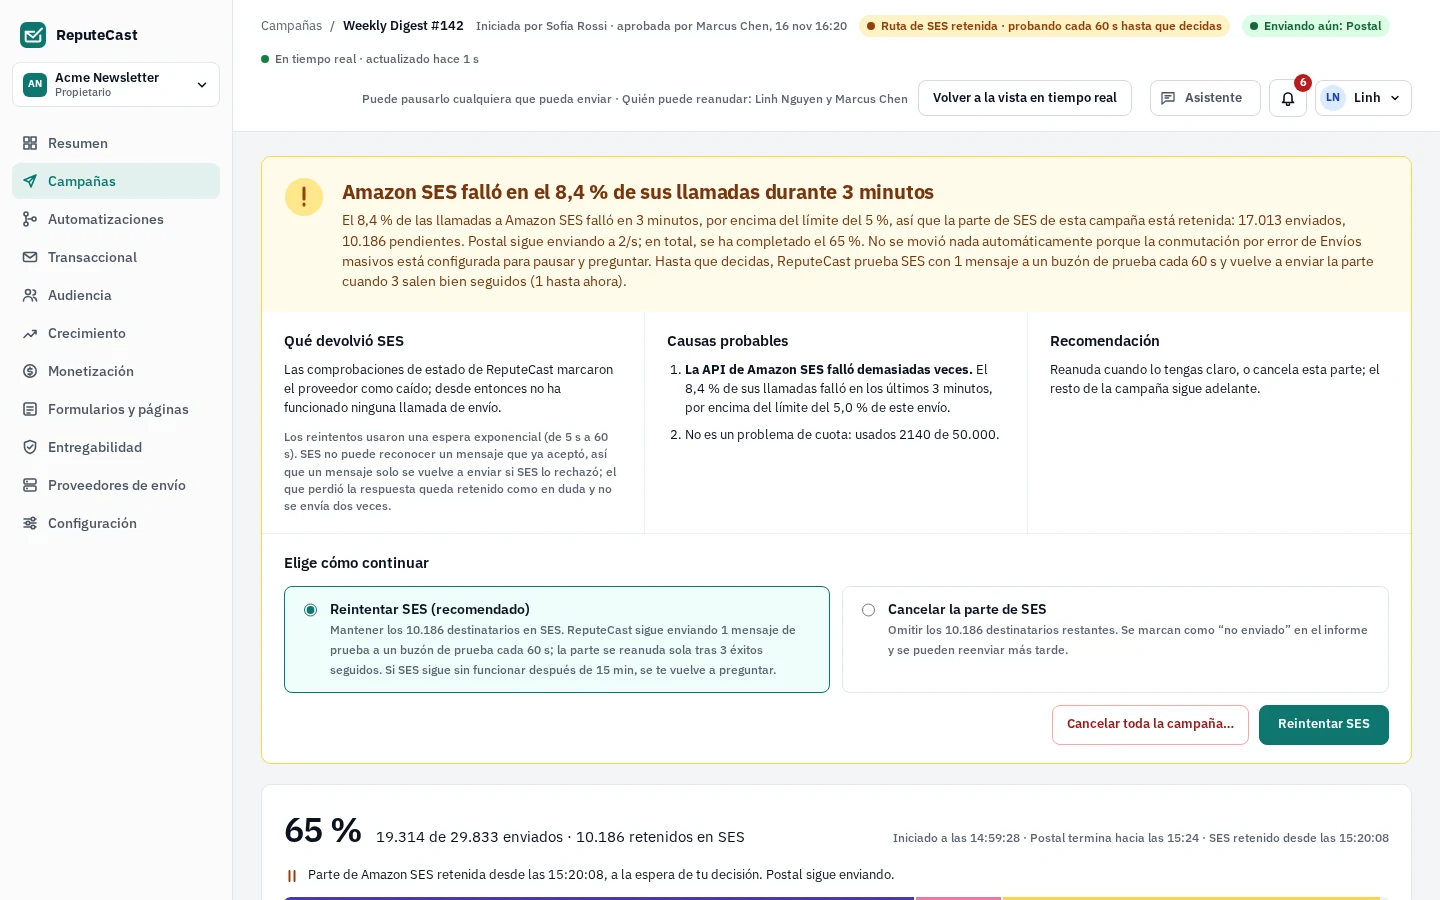 ReputeCast
AN
Acme Newsletter
Propietario
Resumen
Campañas
Automatizaciones
Transaccional
Audiencia
Crecimiento
Monetización
Formularios y páginas
Entregabilidad
Proveedores de envío
Configuración
Campañas / Weekly Digest #142 Iniciada por Sofia Rossi · aprobada por Marcus Chen, 16 nov 16:20 Ruta de SES retenida · probando cada 60 s hasta que decidas Enviando aún: Postal
En tiempo real · actualizado hace 1 s
Puede pausarlo cualquiera que pueda enviar · Quién puede reanudar: Linh Nguyen y Marcus Chen Volver a la vista en tiempo real Asistente 6 LN Linh
Amazon SES falló en el 8,4 % de sus llamadas durante 3 minutos
El 8,4 % de las llamadas a Amazon SES falló en 3 minutos, por encima del límite del 5 %, así que la parte de SES de esta campaña está retenida: 17.013 enviados,
10.186 pendientes. Postal sigue enviando a 2/s; en total, se ha completado el 65 %. No se movió nada automáticamente porque la conmutación por error de Envíos
masivos está configurada para pausar y preguntar. Hasta que decidas, ReputeCast prueba SES con 1 mensaje a un buzón de prueba cada 60 s y vuelve a enviar la parte
cuando 3 salen bien seguidos (1 hasta ahora).
Qué devolvió SES
Las comprobaciones de estado de ReputeCast marcaron
el proveedor como caído; desde entonces no ha
funcionado ninguna llamada de envío.
Los reintentos usaron una espera exponencial (de 5 s a 60
s). SES no puede reconocer un mensaje que ya aceptó, así
que un mensaje solo se vuelve a enviar si SES lo rechazó; el
que perdió la respuesta queda retenido como en duda y no
se envía dos veces.
Causas probables
1. La API de Amazon SES falló demasiadas veces. El
8,4 % de sus llamadas falló en los últimos 3 minutos,
por encima del límite del 5,0 % de este envío.
2. No es un problema de cuota: usados 2140 de 50.000.
Recomendación
Reanuda cuando lo tengas claro, o cancela esta parte; el
resto de la campaña sigue adelante.
Elige cómo continuar
Reintentar SES (recomendado)
Mantener los 10.186 destinatarios en SES. ReputeCast sigue enviando 1 mensaje de
prueba a un buzón de prueba cada 60 s; la parte se reanuda sola tras 3 éxitos
seguidos. Si SES sigue sin funcionar después de 15 min, se te vuelve a preguntar.
Cancelar la parte de SES
Omitir los 10.186 destinatarios restantes. Se marcan como “no enviado” en el informe
y se pueden reenviar más tarde.
Cancelar toda la campaña... Reintentar SES
65 % 19.314 de 29.833 enviados · 10.186 retenidos en SES Iniciado a las 14:59:28 · Postal termina hacia las 15:24 · SES retenido desde las 15:20:08
Parte de Amazon SES retenida desde las 15:20:08, a la espera de tu decisión. Postal sigue enviando.